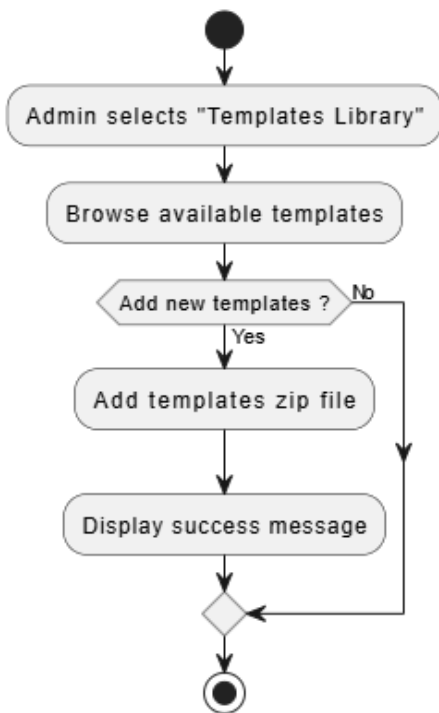 Admin selects "Templates Library"
Browse available templates
Add new templates ?
No
Yes
Add templates zip file
Display success message